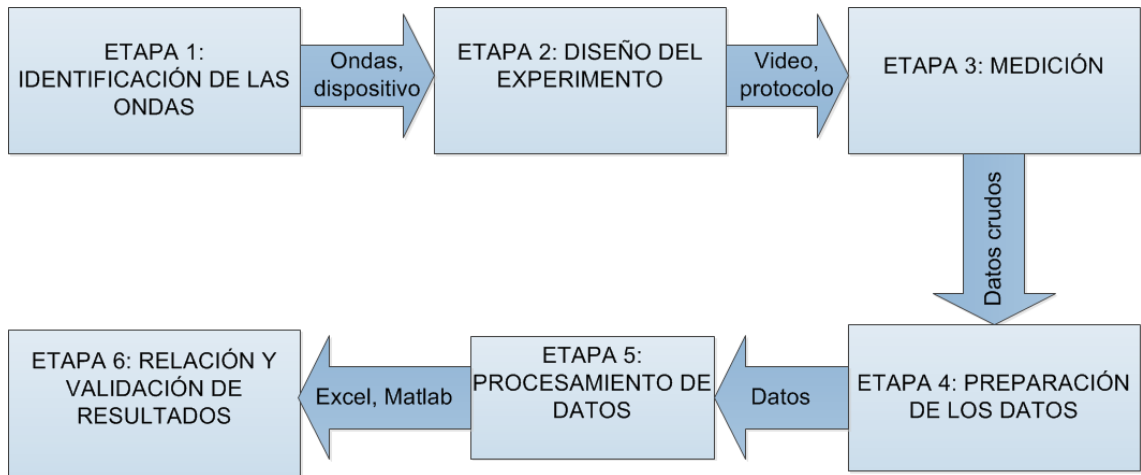 ETAPA 1:
IDENTIFICACIÓN DE LAS
ONDAS
Ondas,
dispositivo
ETAPA 2: DISEÑO DEL
EXPERIMENTO
Video,
protocolo
ETAPA 3: MEDICIÓN
Datos crudos
ETAPA 4: PREPARACIÓN
DE LOS DATOS
Datos
ETAPA 5:
PROCESAMIENTO DE
DATOS
Excel, Matlab
ETAPA 6: RELACIÓN Y
VALIDACIÓN DE
RESULTADOS